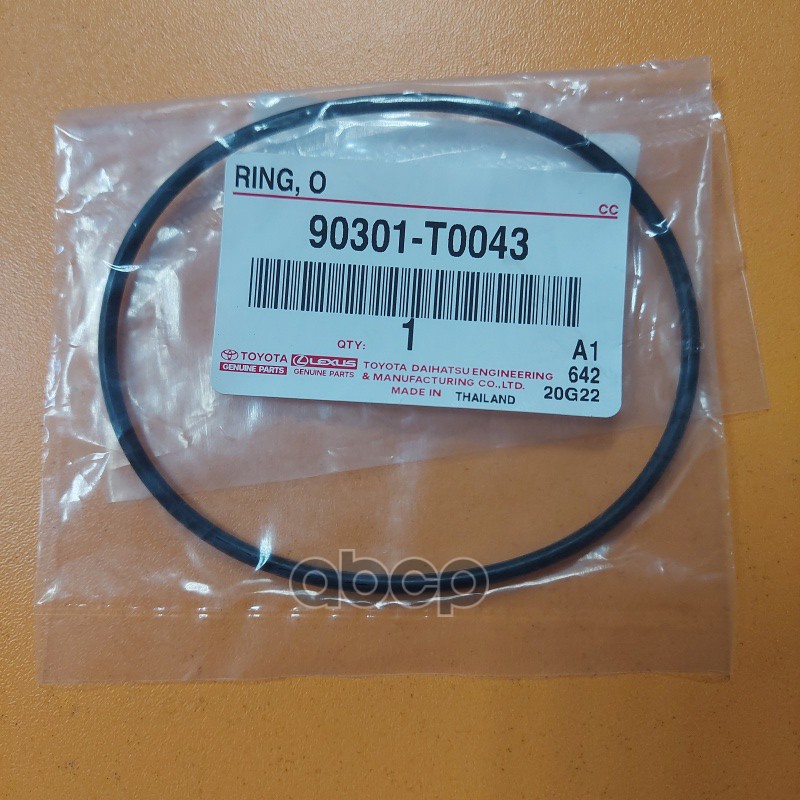 RING, O
CC
90301-T0043
QTY: 1
A1
TOYOTA LEXUS TOYOTA DAIHATSU ENGINEERING 642
GENUINE PARTS GENUINE PARTS & MANUFACTURING CO.,LTD.
MADE IN THAILAND 20G22
abcp